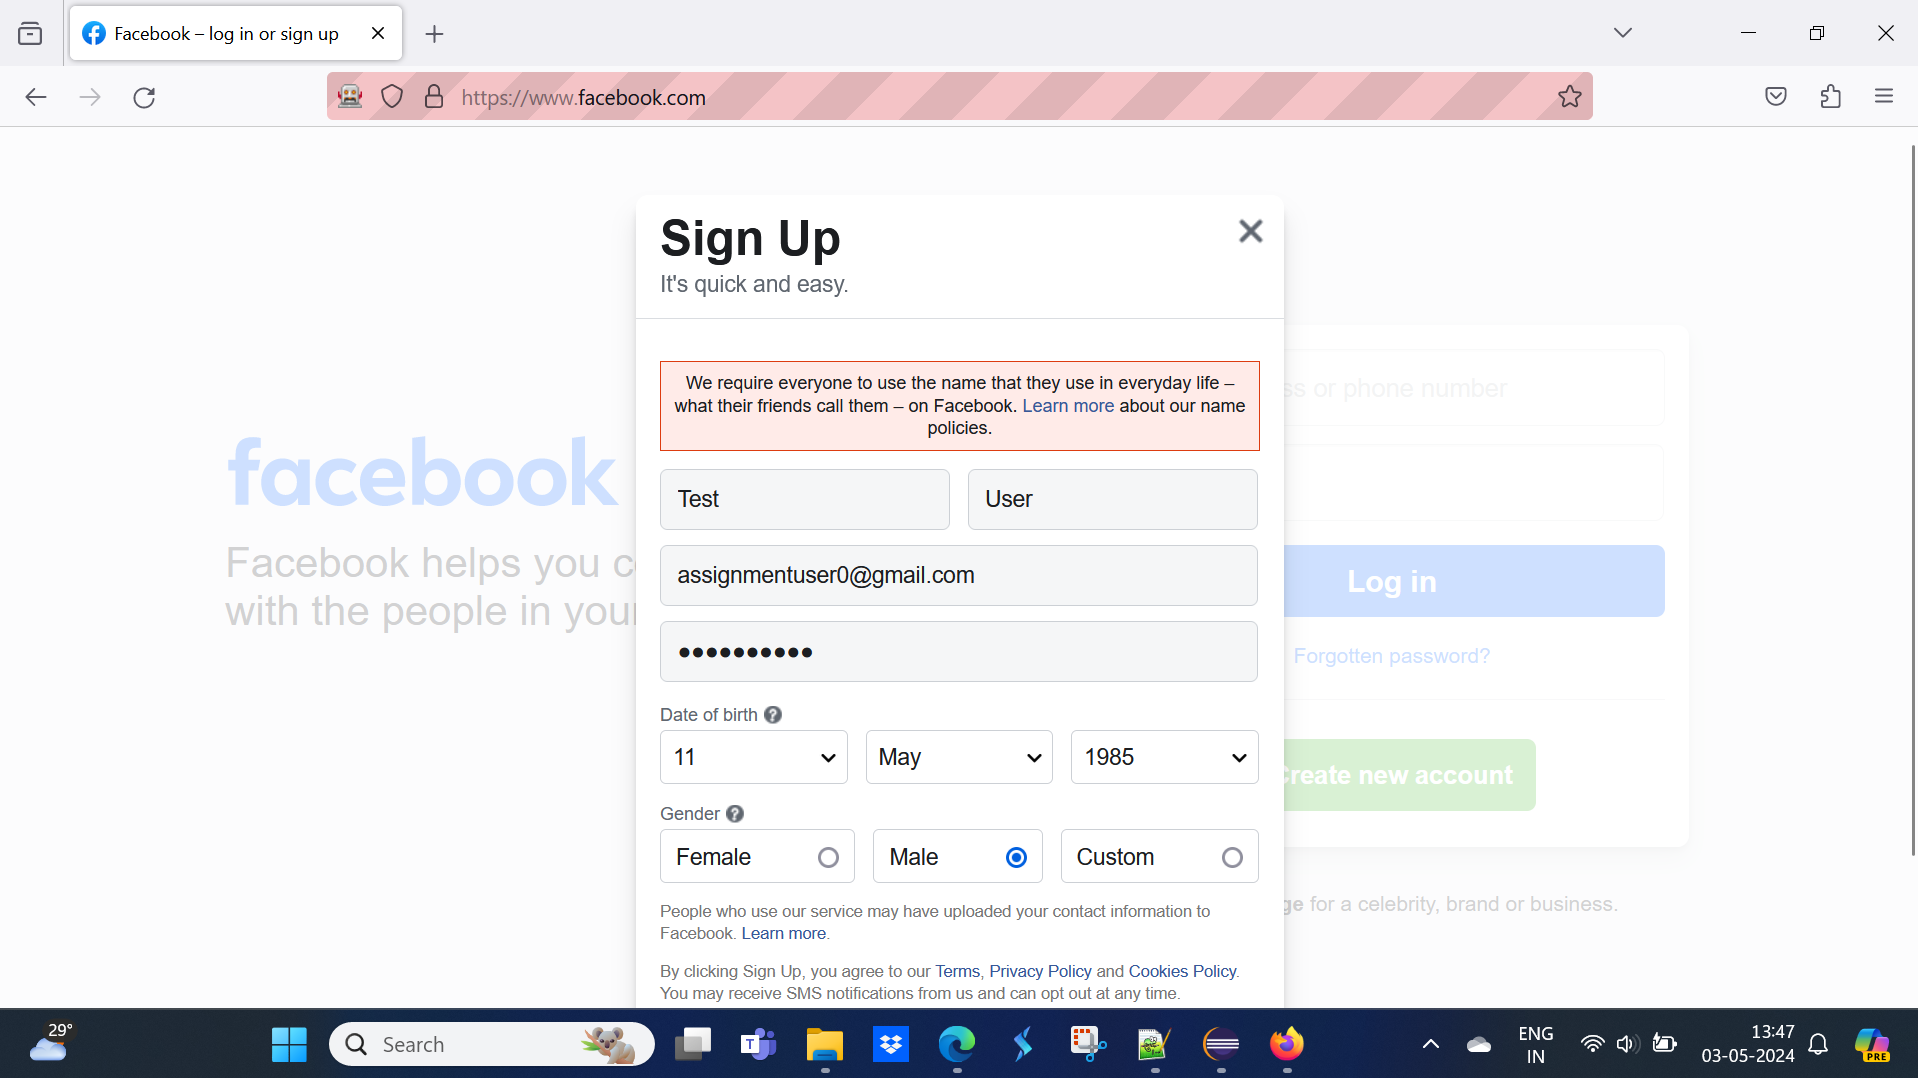 Facebook – log in or sign up
https://www.facebook.com
Sign Up
It's quick and easy.
We require everyone to use the name that they use in everyday life –
what their friends call them – on Facebook. Learn more about our name
policies.
Test User
assignmentuser0@gmail.com
••••••••••
Date of birth ?
11 May 1985
Gender ?
Female Male Custom
People who use our service may have uploaded your contact information to
Facebook. Learn more.
By clicking Sign Up, you agree to our Terms, Privacy Policy and Cookies Policy.
You may receive SMS notifications from us and can opt out at any time.
facebook
Facebook helps you
with the people in your
or phone number
Log in
Forgotten password?
Create new account
for a celebrity, brand or business.
29°
Search
T
ENG
IN
13:47
03-05-2024
PRE